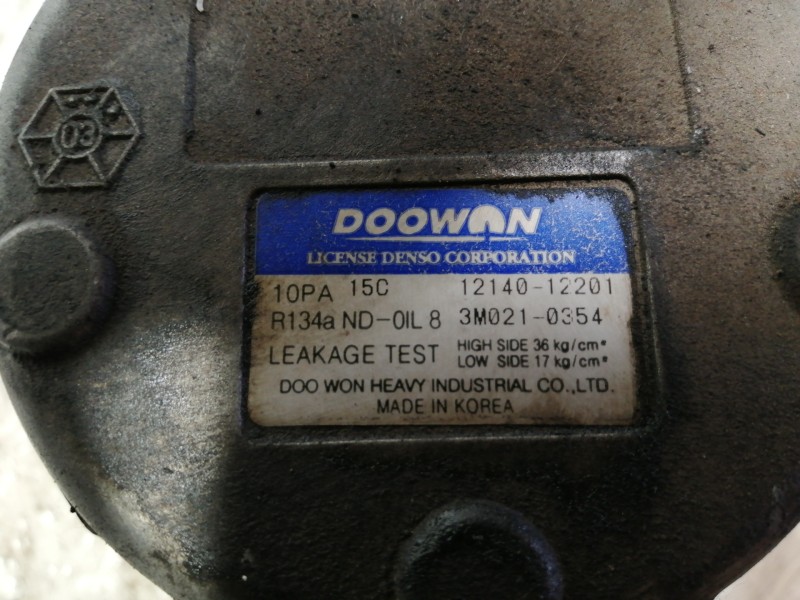 03
DOOWON
LICENSE DENSO CORPORATION
10PA 15C 12140-12201
R134a ND-OIL 8 3M021-0354
LEAKAGE TEST HIGH SIDE 36 kg/cm²
LOW SIDE 17 kg/cm²
DOO WON HEAVY INDUSTRIAL CO.,LTD.
MADE IN KOREA